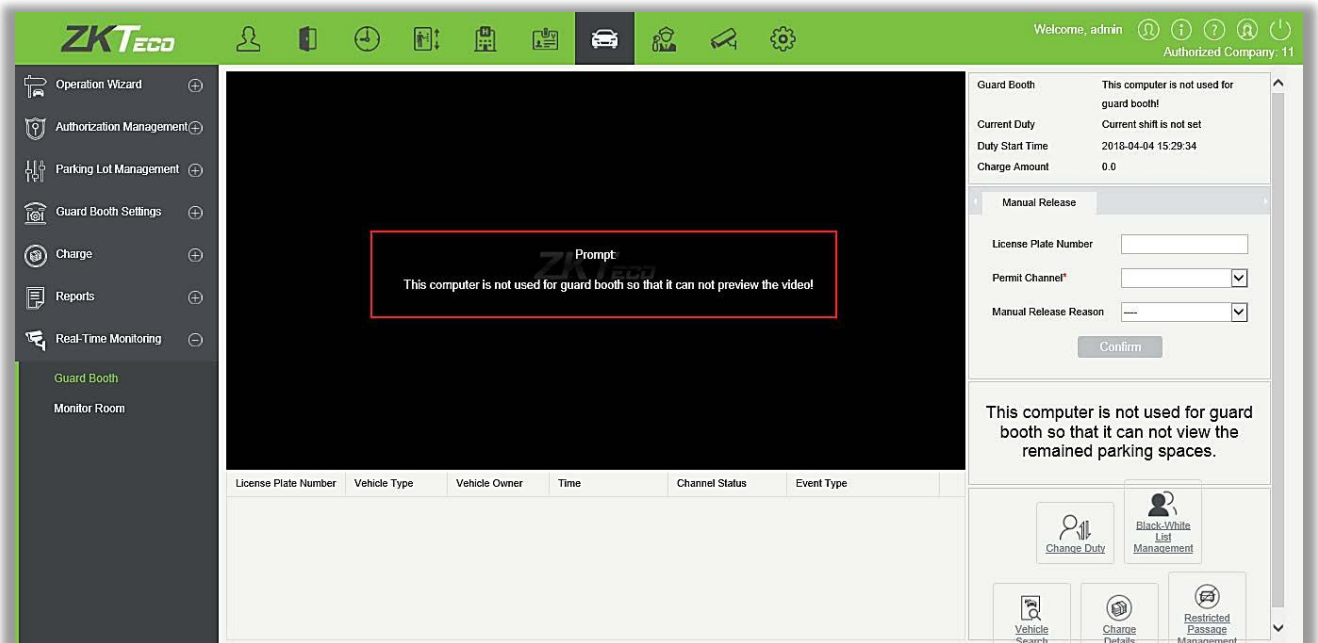 ZKTECO
Welcome, admin
Authorized Company: 11
Operation Wizard
Authorization Management
Parking Lot Management
Guard Booth Settings
Charge
Reports
Real-Time Monitoring
Guard Booth
Monitor Room
ZKTECO
Prompt:
This computer is not used for guard booth so that it can not preview the video!
License Plate Number Vehicle Type Vehicle Owner Time Channel Status Event Type
Guard Booth This computer is not used for
guard booth!
Current Duty Current shift is not set
Duty Start Time 2018-04-04 15:29:34
Charge Amount 0.0
Manual Release
License Plate Number
Permit Channel*
Manual Release Reason ----
Confirm
This computer is not used for guard
booth so that it can not view the
remained parking spaces.
Change Duty
Black-White
List
Management
Vehicle
Search
Charge
Details
Restricted
Passage
Management